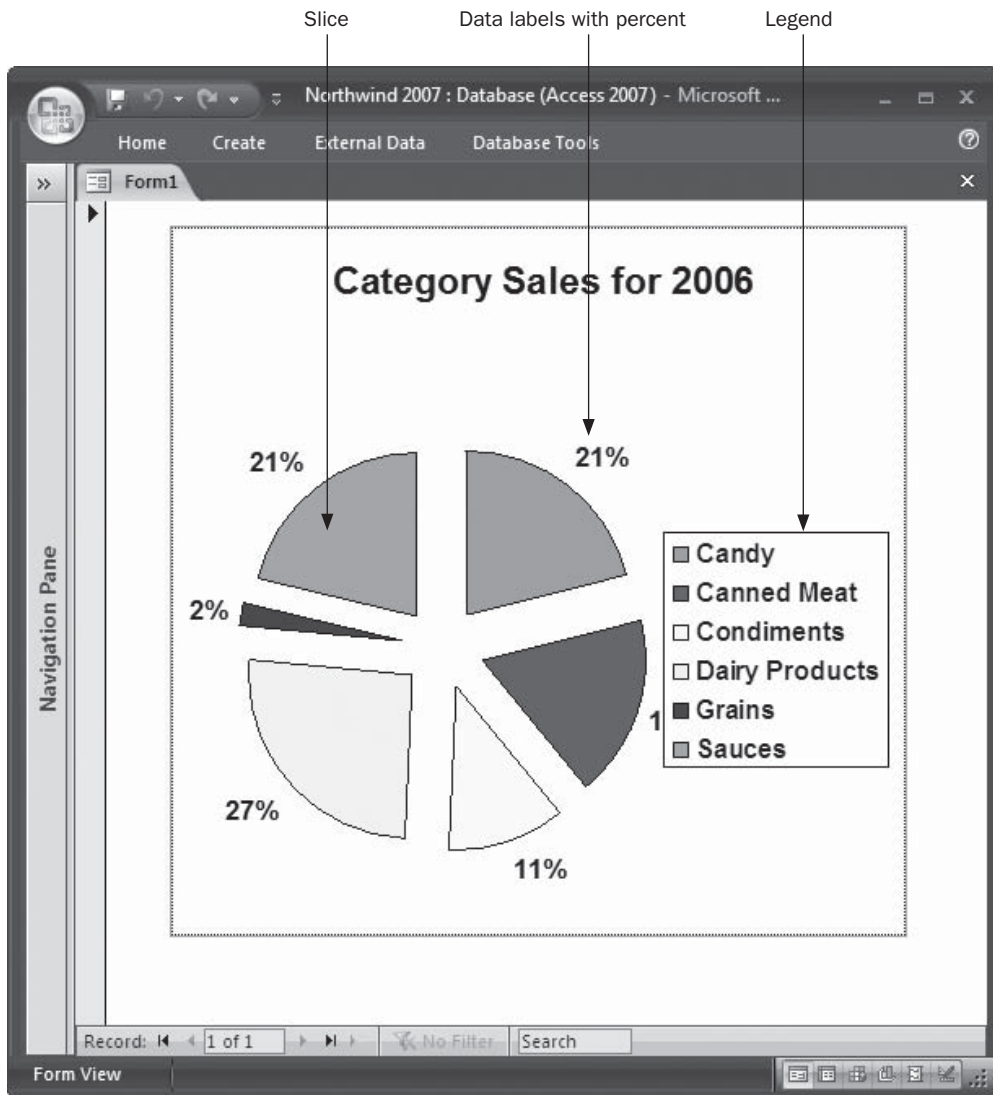 Slice Data labels with percent Legend
Northwind 2007 : Database (Access 2007) - Microsoft ...
Home Create External Data Database Tools
Form1
Navigation Pane
Category Sales for 2006
21%
21%
2%
1
27%
11%
Candy
Canned Meat
Condiments
Dairy Products
Grains
Sauces
Record: 1 of 1 No Filter Search
Form View